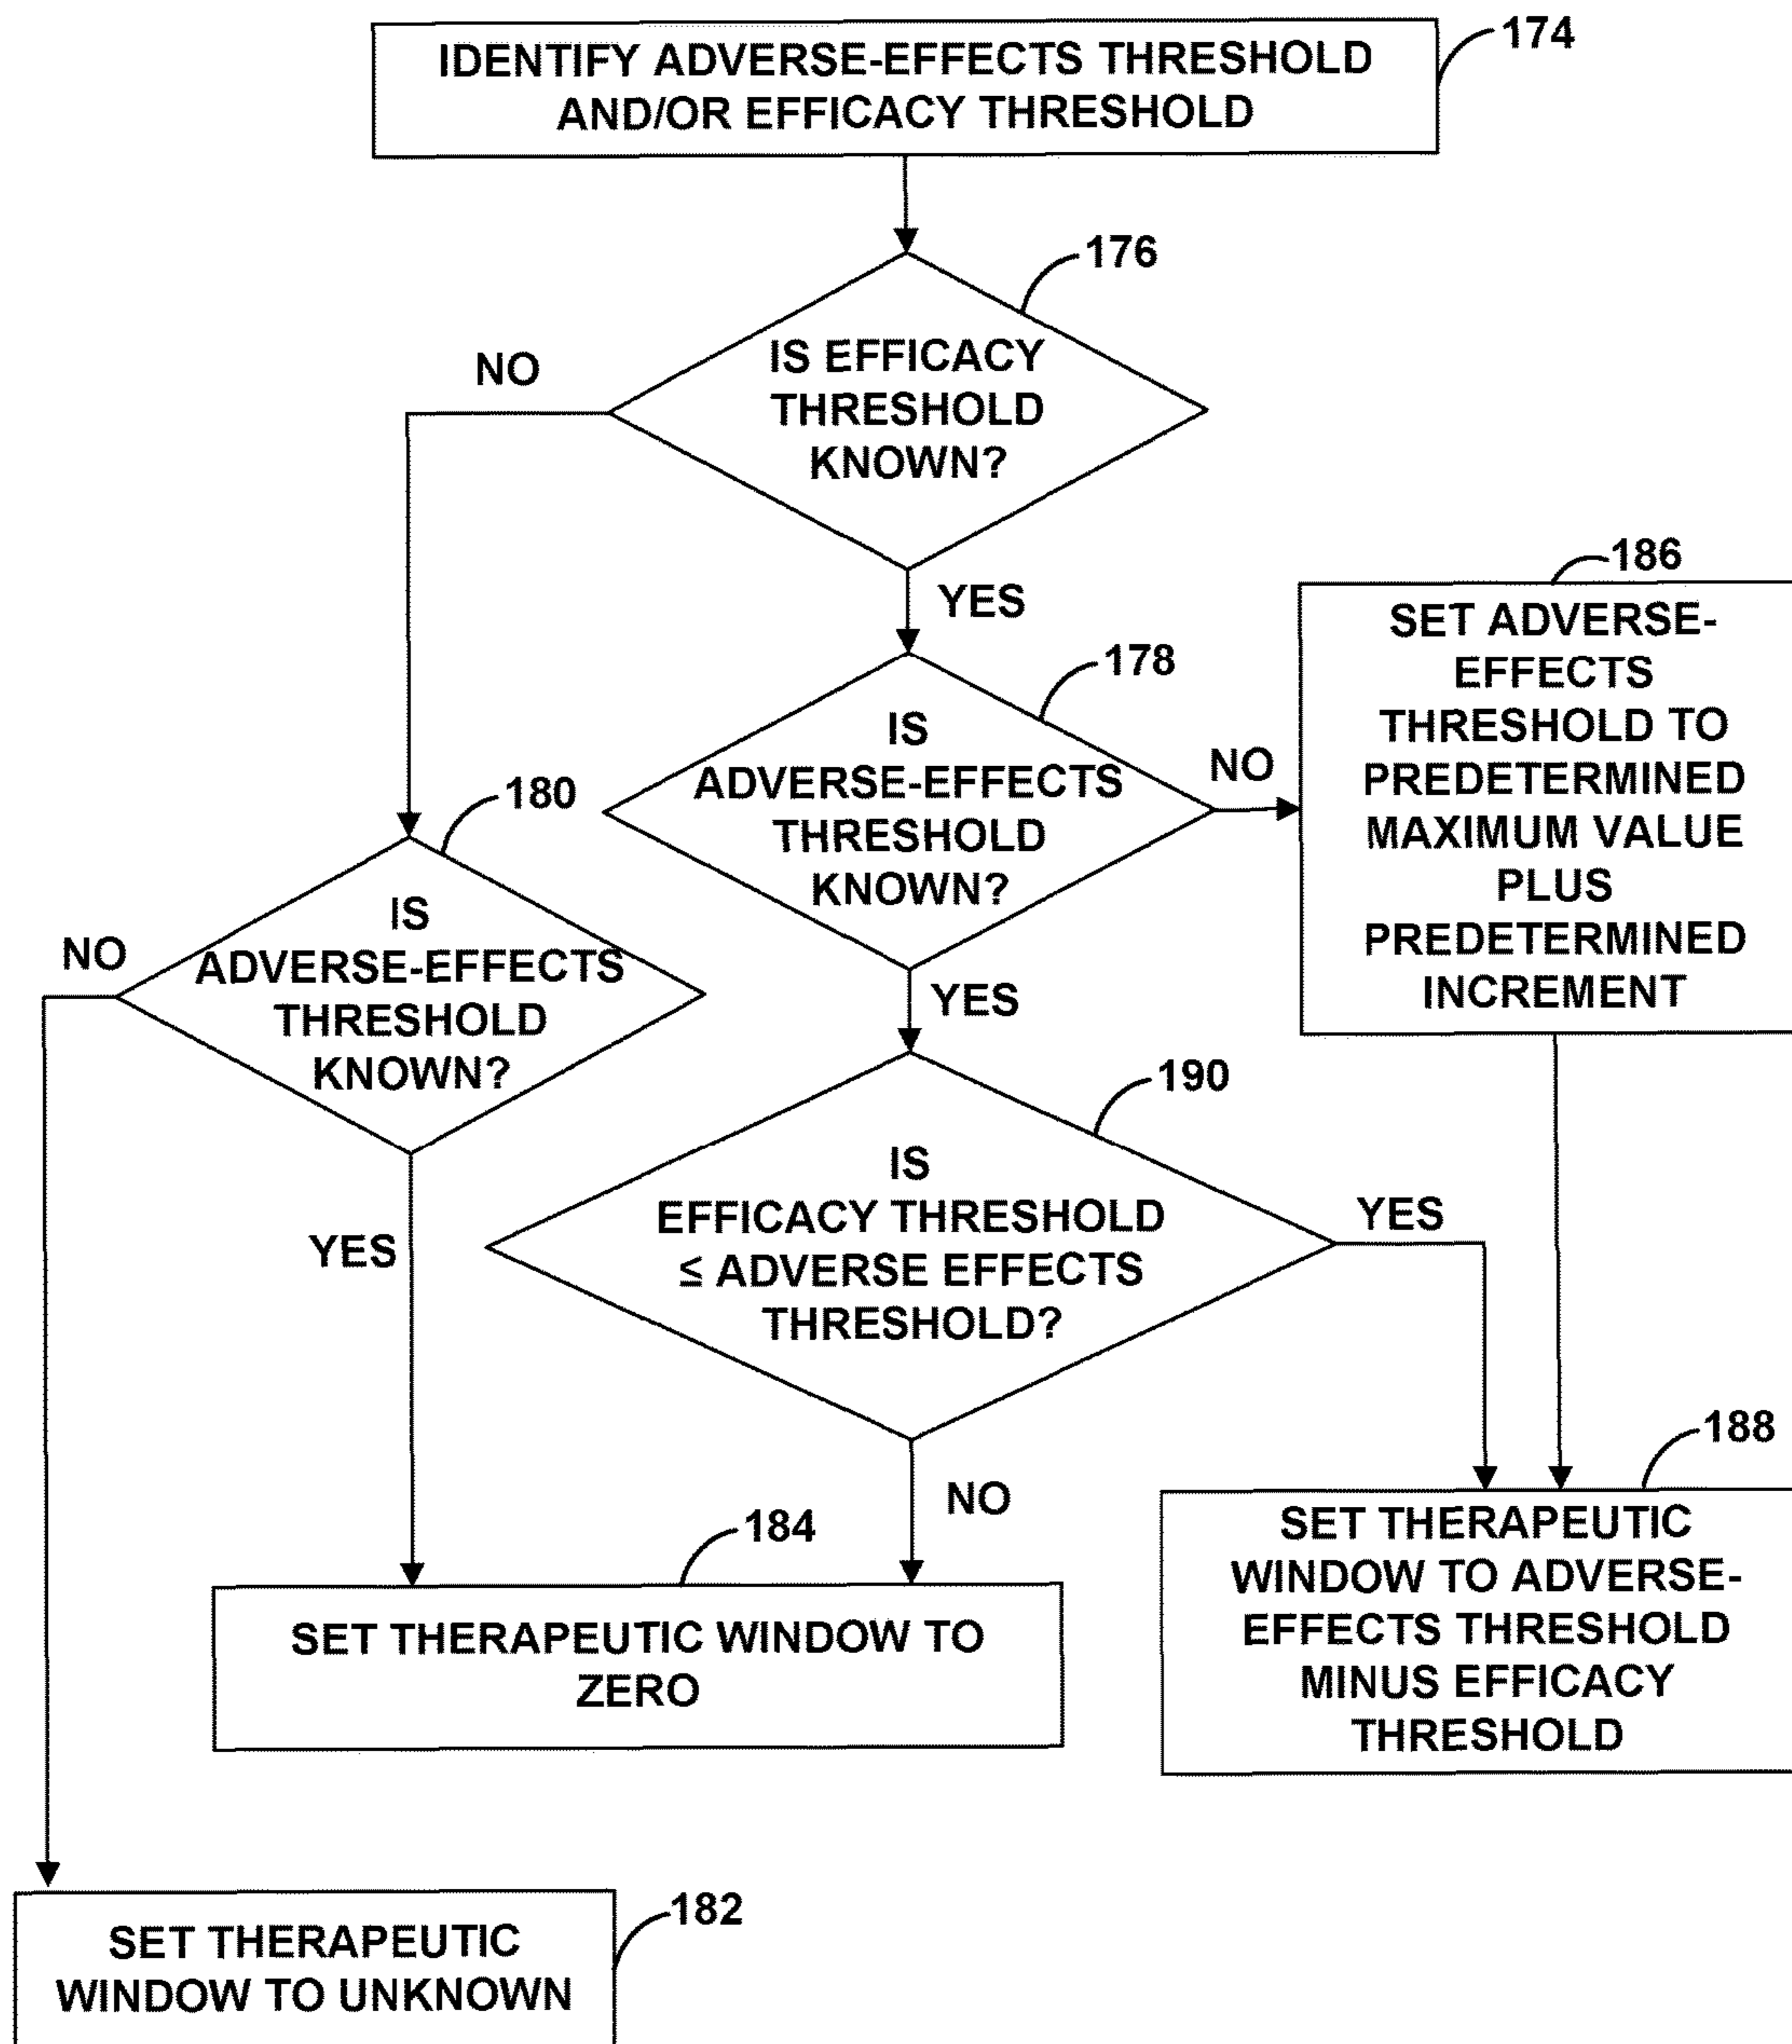 IDENTIFY ADVERSE-EFFECTS THRESHOLD
AND/OR EFFICACY THRESHOLD
174
176
IS EFFICACY
THRESHOLD
KNOWN?
NO
YES
178
IS
ADVERSE-EFFECTS
THRESHOLD
KNOWN?
NO
186
SET ADVERSE-
EFFECTS
THRESHOLD TO
PREDETERMINED
MAXIMUM VALUE
PLUS
PREDETERMINED
INCREMENT
180
IS
ADVERSE-EFFECTS
THRESHOLD
KNOWN?
NO
YES
YES
190
IS
EFFICACY THRESHOLD
≤ ADVERSE EFFECTS
THRESHOLD?
YES
NO
184
SET THERAPEUTIC WINDOW TO
ZERO
188
SET THERAPEUTIC
WINDOW TO ADVERSE-
EFFECTS THRESHOLD
MINUS EFFICACY
THRESHOLD
182
SET THERAPEUTIC
WINDOW TO UNKNOWN